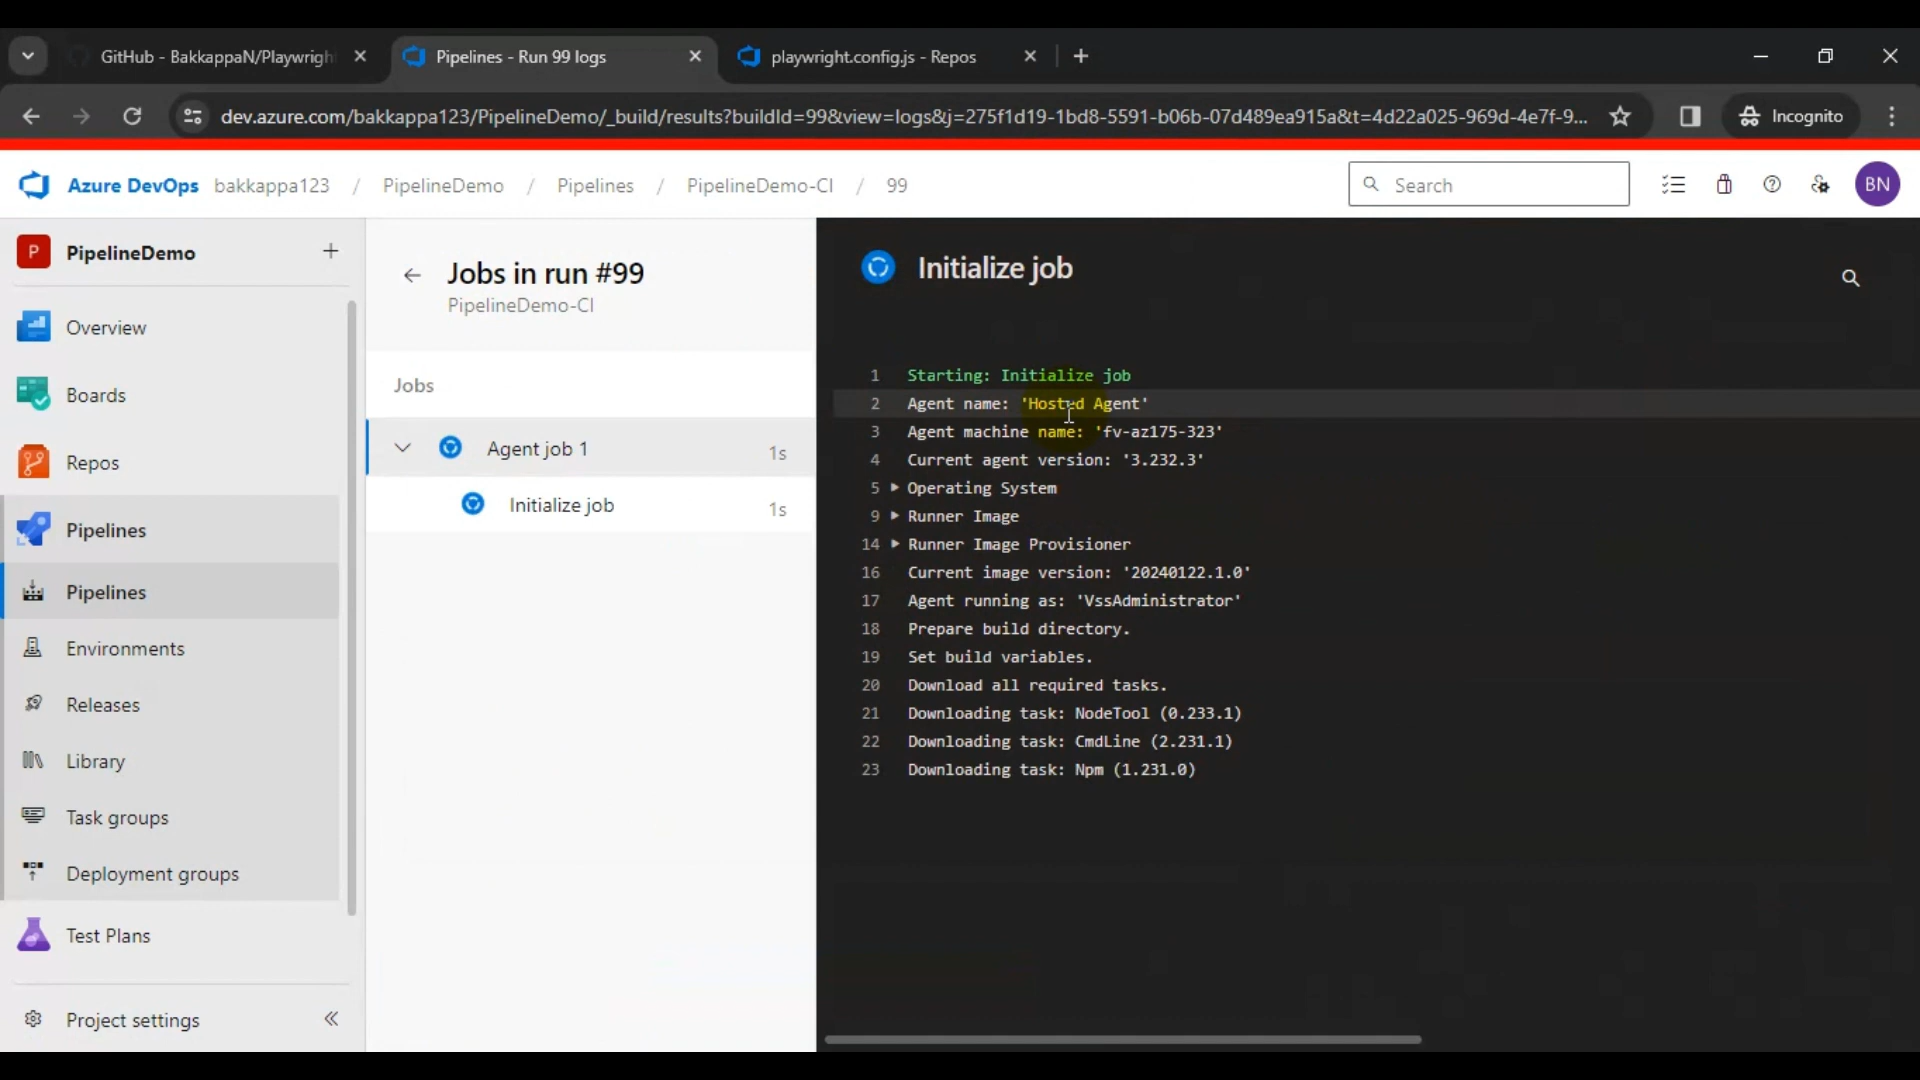 GitHub - BakkappaN/Playwrigh
Pipelines - Run 99 logs
playwright.config.js - Repos
dev.azure.com/bakkappa123/PipelineDemo/_build/results?buildId=99&view=logs&j=275f1d19-1bd8-5591-b06b-07d489ea915a&t=4d22a025-969d-4e7f-9...
Incognito
Azure DevOps bakkappa123 / PipelineDemo / Pipelines / PipelineDemo-CI / 99
Search
BN
P PipelineDemo
Overview
Boards
Repos
Pipelines
Pipelines
Environments
Releases
Library
Task groups
Deployment groups
Test Plans
Project settings
Jobs in run #99
PipelineDemo-CI
Jobs
Agent job 1 1s
Initialize job 1s
Initialize job
1 Starting: Initialize job
2 Agent name: 'Hosted Agent'
3 Agent machine name: 'fv-az175-323'
4 Current agent version: '3.232.3'
5 Operating System
9 Runner Image
14 Runner Image Provisioner
16 Current image version: '20240122.1.0'
17 Agent running as: 'VssAdministrator'
18 Prepare build directory.
19 Set build variables.
20 Download all required tasks.
21 Downloading task: NodeTool (0.233.1)
22 Downloading task: CmdLine (2.231.1)
23 Downloading task: Npm (1.231.0)